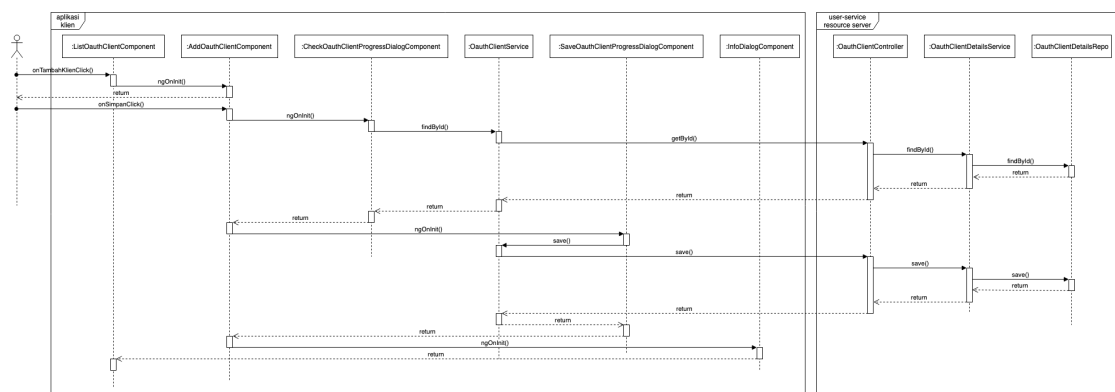 aplikasi
klien
user-service
resource server
:ListOauthClientComponent
:AddOauthClientComponent
:CheckOauthClientProgressDialogComponent
:OauthClientService
:SaveOauthClientProgressDialogComponent
:InfoDialogComponent
:OauthClientController
:OauthClientDetailsService
:OauthClientDetailsRepo
onTambahKlienClick()
ngOnInit()
return
onSimpanClick()
ngOnInit()
findById()
getById()
findById()
findById()
return
return
return
return
return
ngOnInit()
save()
save()
save()
save()
return
return
return
return
return
ngOnInit()
return